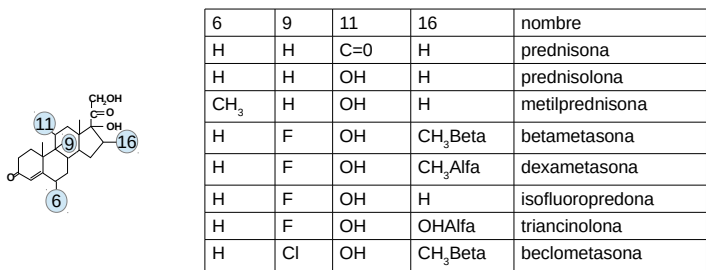 CH2OH
C=O
OH
11
9
16
O
6
6 9 11 16 nombre
H H C=0 H prednisona
H H OH H prednisolona
CH3 H OH H metilprednisona
H F OH CH3Beta betametasona
H F OH CH3Alfa dexametasona
H F OH H isofluoropredona
H F OH OHAlfa triancinolona
H Cl OH CH3Beta beclometasona